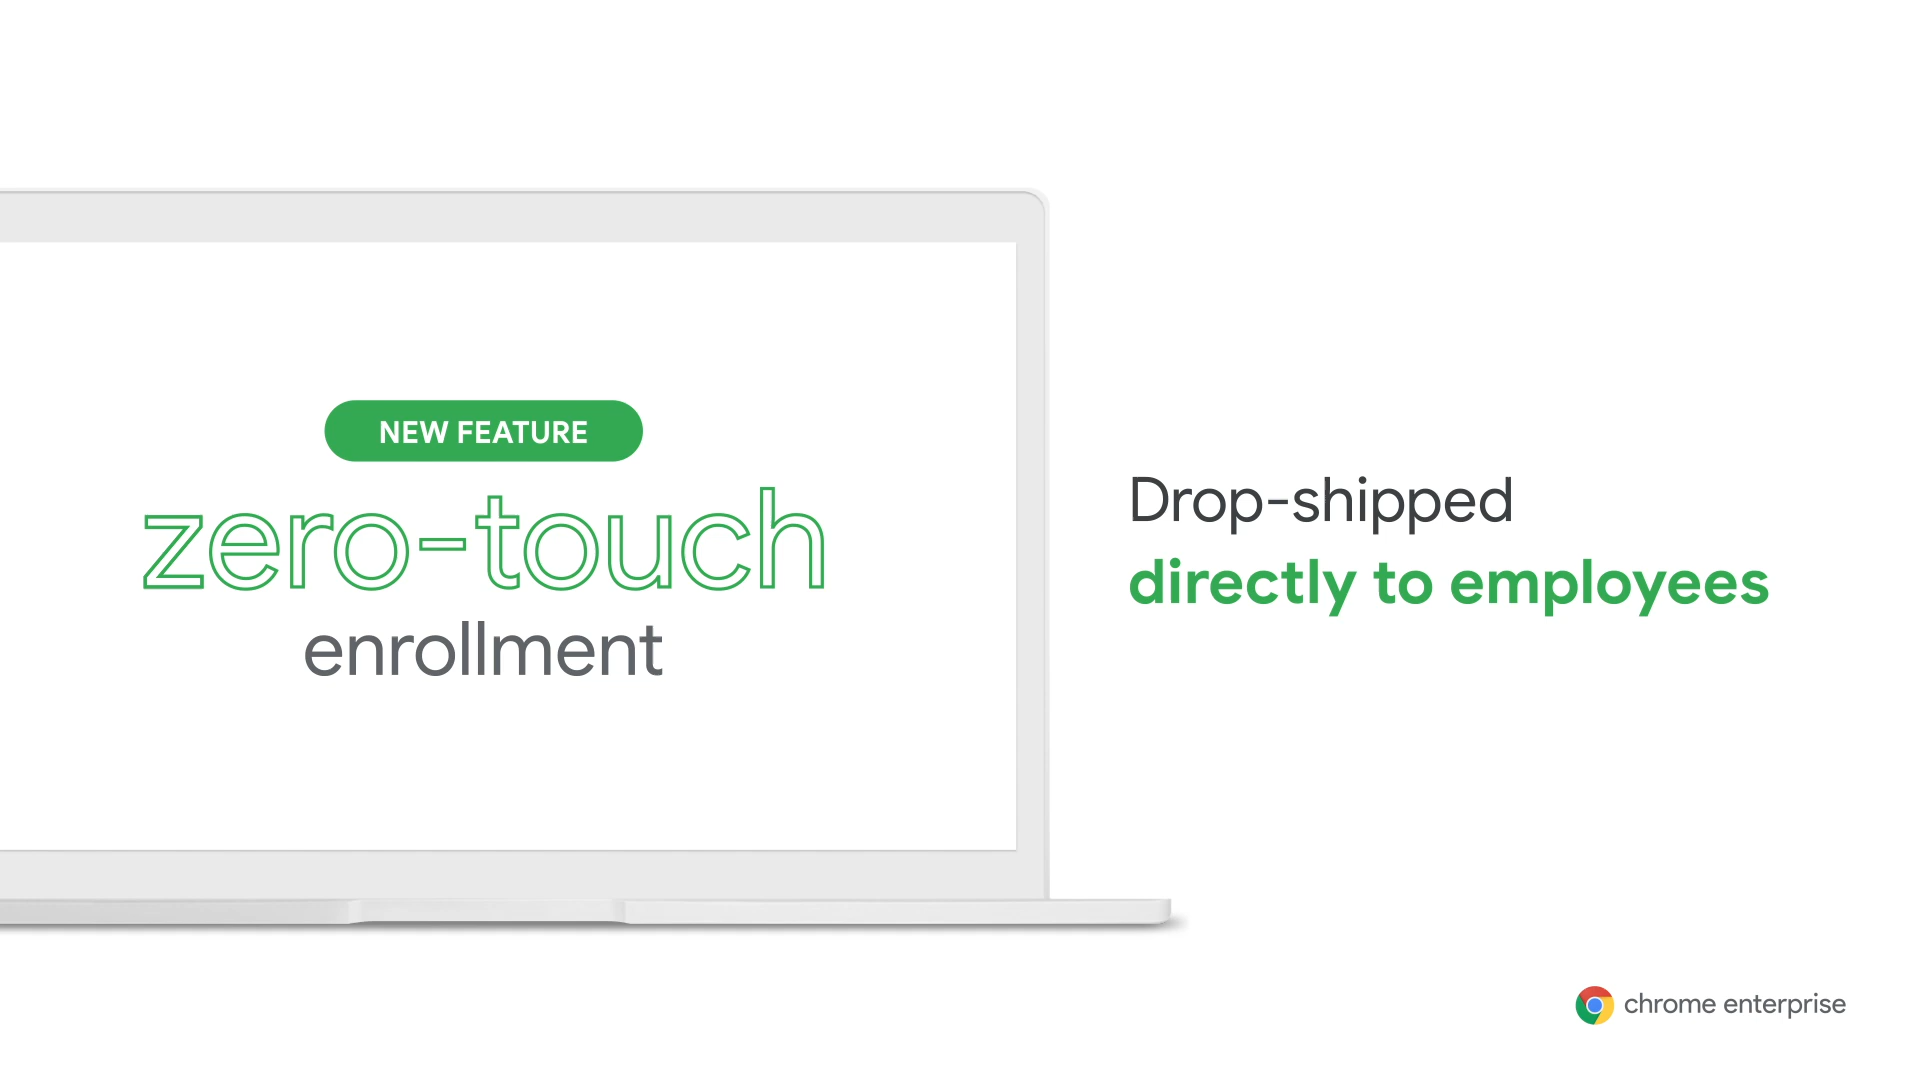 NEW FEATURE
zero-touch
enrollment
Drop-shipped
directly to employees
chrome enterprise